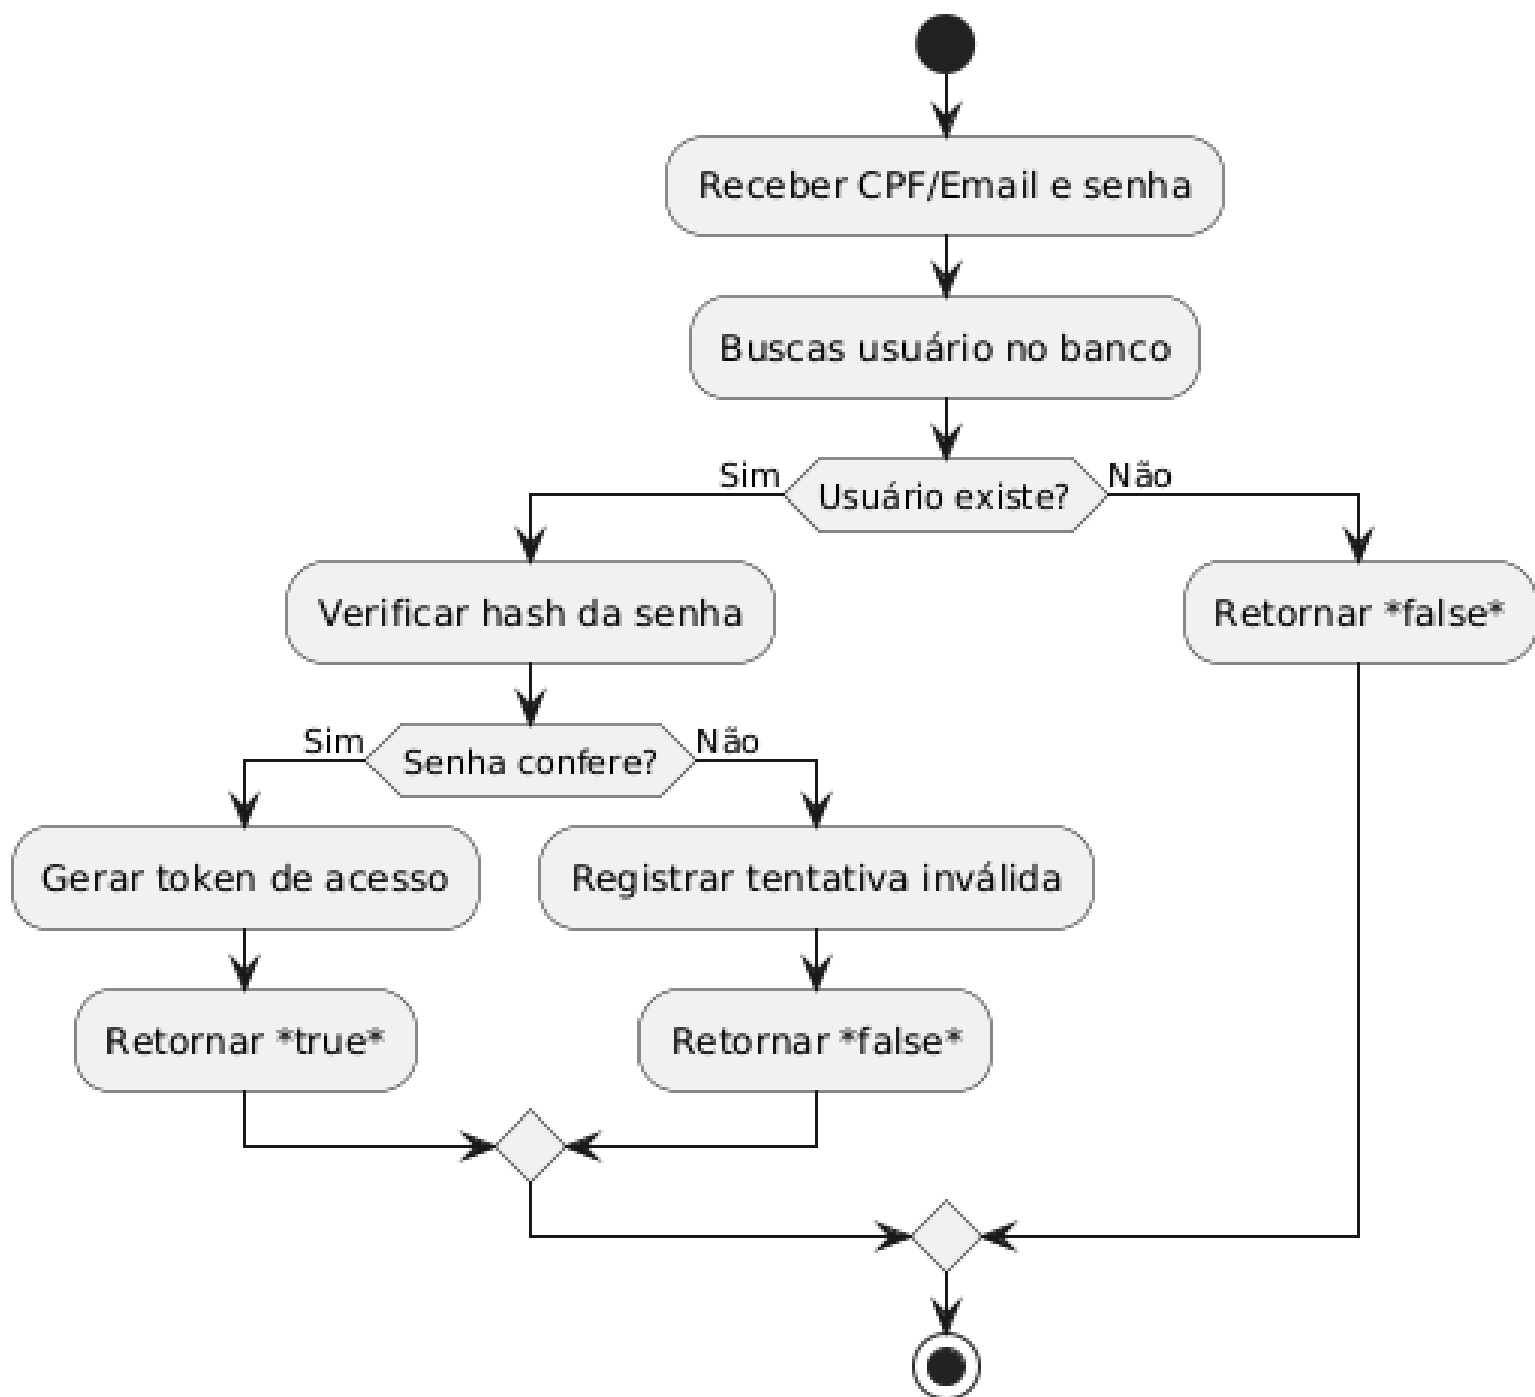 Receber CPF/Email e senha
Buscas usuário no banco
Sim
Usuário existe?
Não
Verificar hash da senha
Retornar *false*
Sim
Senha confere?
Não
Gerar token de acesso
Registrar tentativa inválida
Retornar *true*
Retornar *false*